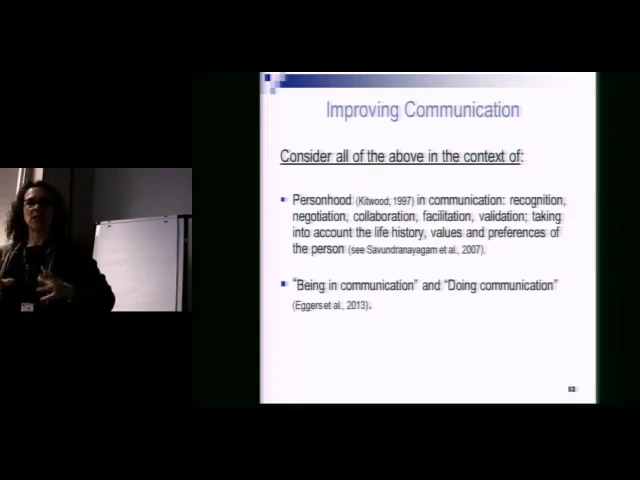 Improving Communication
Consider all of the above in the context of:
Personhood (Kitwood, 1997) in communication: recognition,
negotiation, collaboration, facilitation, validation; taking
into account the life history, values and preferences of
the person (see Savundranayagam et al., 2007).
"Being in communication" and "Doing communication"
(Eggers et al., 2013).
53